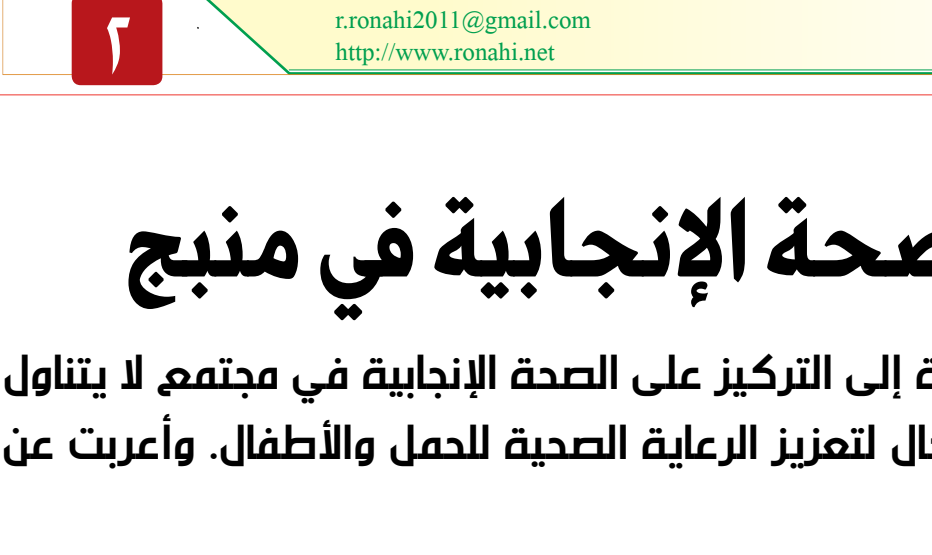 ٢
r.ronahi2011@gmail.com
http://www.ronahi.net
صحة الإنجابية في منبج
ة إلى التركيز على الصحة الإنجابية في مجتمع لا يتناول
لتعزيز الرعاية الصحية للحمل والأطفال. وأعربت عن